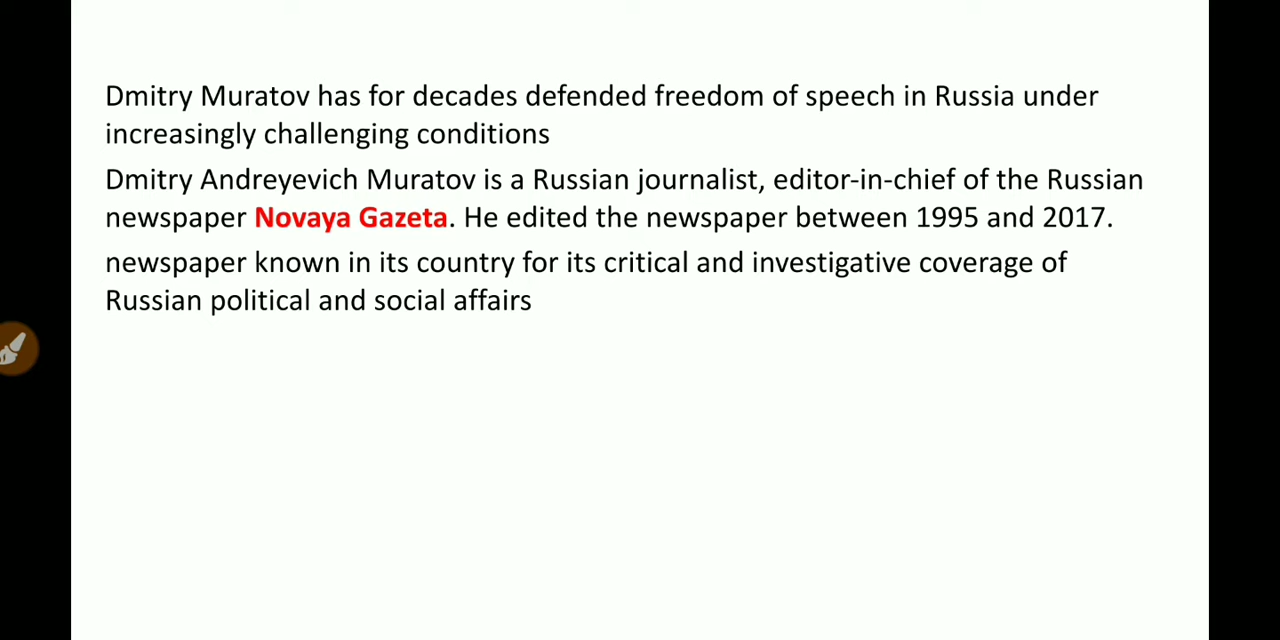 Dmitry Muratov has for decades defended freedom of speech in Russia under
increasingly challenging conditions
Dmitry Andreyevich Muratov is a Russian journalist, editor-in-chief of the Russian
newspaper Novaya Gazeta. He edited the newspaper between 1995 and 2017.
newspaper known in its country for its critical and investigative coverage of
Russian political and social affairs